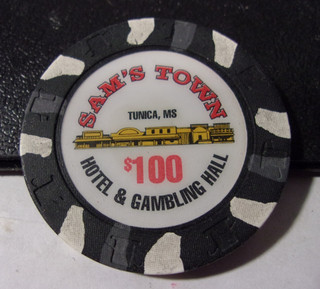 SAM'S TOWN
TUNICA, MS
$100
HOTEL & GAMBLING HALL